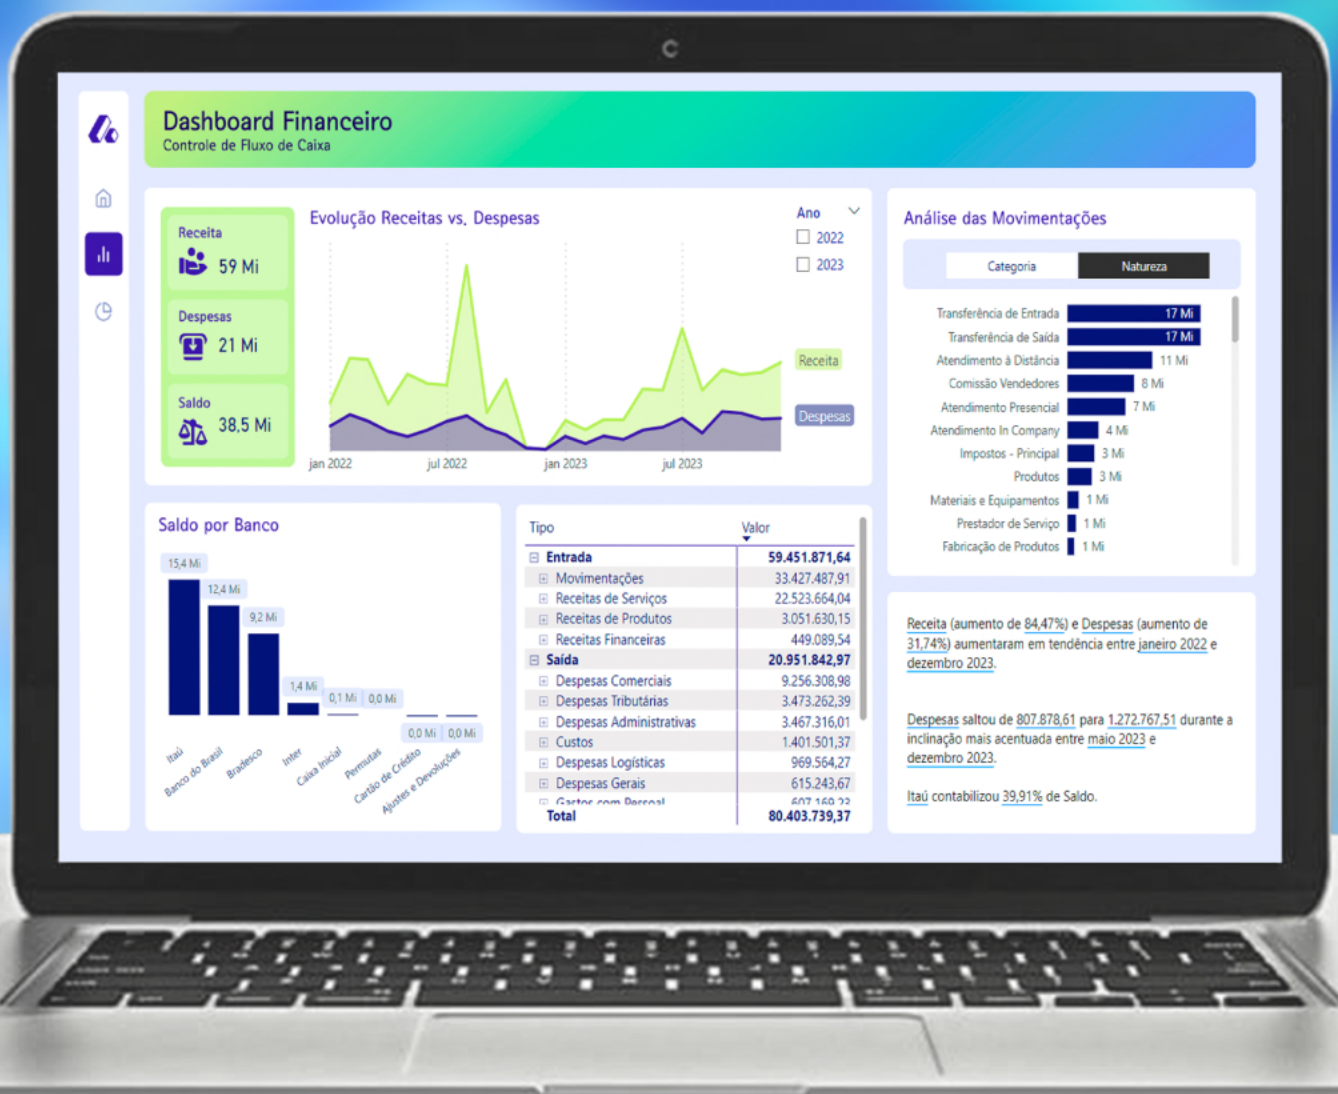 Dashboard Financeiro
Controle de Fluxo de Caixa
Receita
59 Mi
Despesas
21 Mi
Saldo
38,5 Mi
Evolução Receitas vs. Despesas
Ano
2022
2023
Receita
Despesas
jan 2022
jul 2022
jan 2023
jul 2023
Análise das Movimentações
Categoria
Natureza
Transferência de Entrada 17 Mi
Transferência de Saída 17 Mi
Atendimento à Distância 11 Mi
Comissão Vendedores 8 Mi
Atendimento Presencial 7 Mi
Atendimento In Company 4 Mi
Impostos - Principal 3 Mi
Produtos 3 Mi
Materiais e Equipamentos 1 Mi
Prestador de Serviço 1 Mi
Fabricação de Produtos 1 Mi
Saldo por Banco
15,4 Mi
12,4 Mi
9,2 Mi
1,4 Mi
0,1 Mi
0,0 Mi
0,0 Mi
0,0 Mi
Itaú
Banco do Brasil
Bradesco
Inter
Caixa Inicial
Permutas
Cartão de Crédito
Ajustes e Devoluções
Tipo Valor
Entrada 59.451.871,64
Movimentações 33.427.487,91
Receitas de Serviços 22.523.664,04
Receitas de Produtos 3.051.630,15
Receitas Financeiras 449.089,54
Saída 20.951.842,97
Despesas Comerciais 9.256.308,98
Despesas Tributárias 3.473.262,39
Despesas Administrativas 3.467.316,01
Custos 1.401.501,37
Despesas Logísticas 969.564,27
Despesas Gerais 615.243,67
Gastos com Pessoal 607.169,23
Total 80.403.739,37
Receita (aumento de 84,47%) e Despesas (aumento de
31,74%) aumentaram em tendência entre janeiro 2022 e
dezembro 2023.
Despesas saltou de 807.878,61 para 1.272.767,51 durante a
inclinação mais acentuada entre maio 2023 e
dezembro 2023.
Itaú contabilizou 39,91% de Saldo.